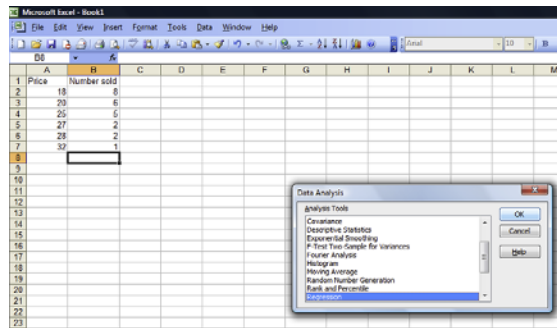 Microsoft Excel - Book1
File Edit View Insert Format Tools Data Window Help
Arial 10 B
B8 fx
A B C D E F G H I J K L M
1 Price Number sold
2 18 8
3 20 6
4 25 5
5 27 2
6 28 2
7 32 1
8
9
10
11
12
13
14
15
16
17
18
19
20
21
22
23
Data Analysis
Analysis Tools
OK
Cancel
Help
Covariance
Descriptive Statistics
Exponential Smoothing
F-Test Two-Sample for Variances
Fourier Analysis
Histogram
Moving Average
Random Number Generation
Rank and Percentile
Regression